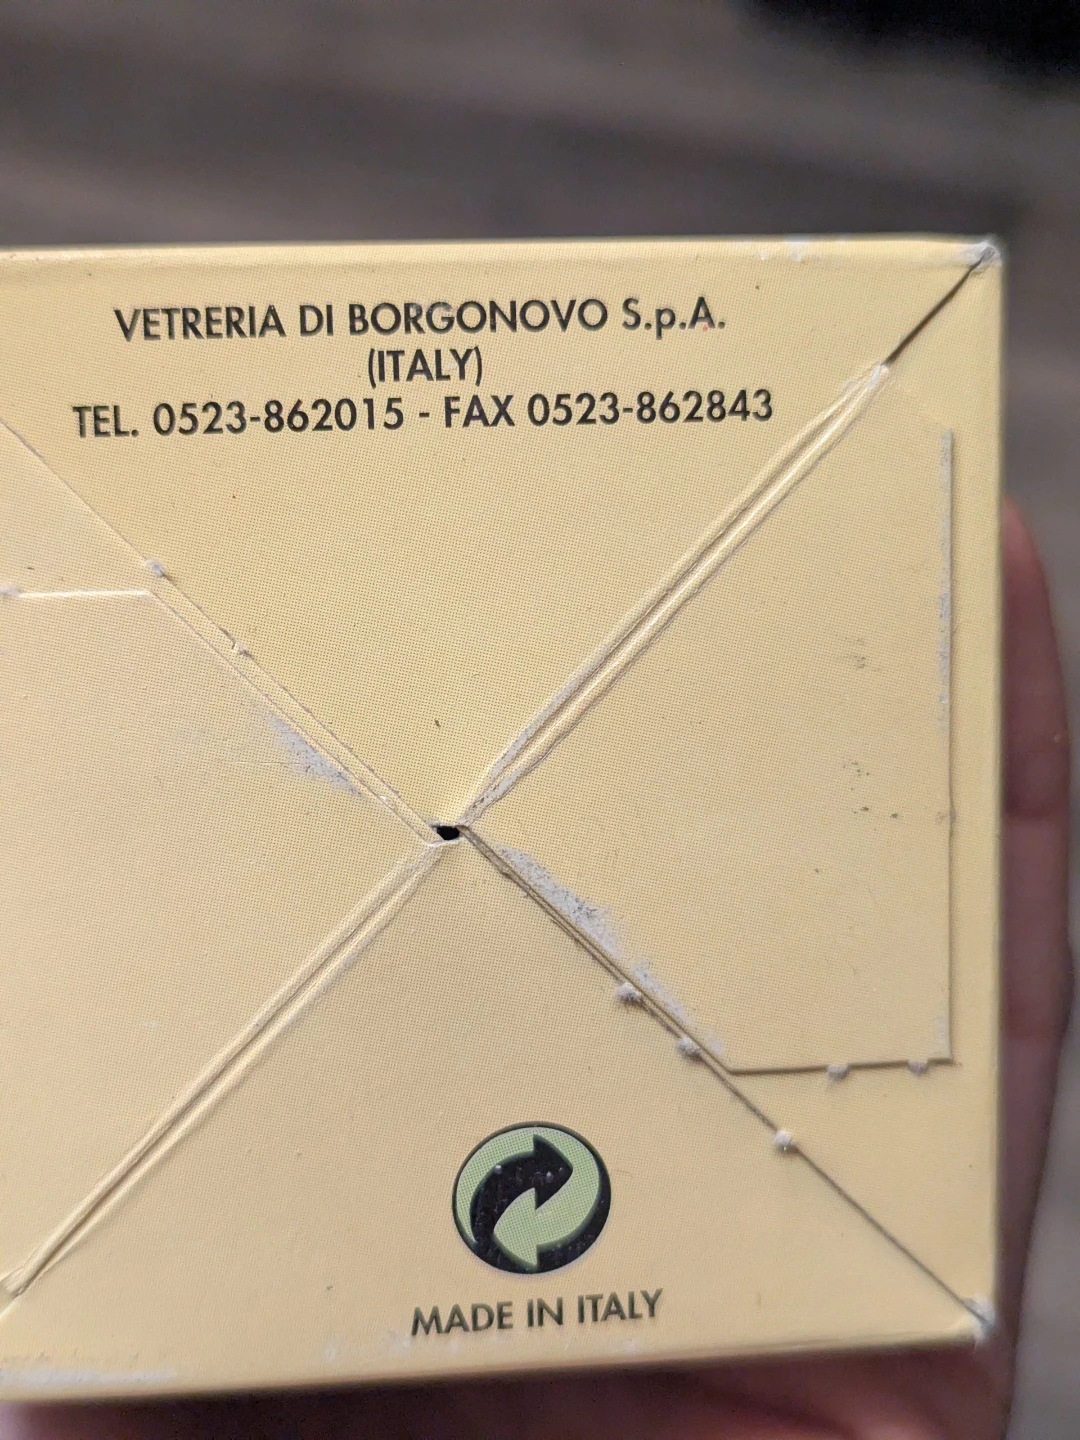 VETRERIA DI BORGONOVO S.p.A.
(ITALY)
TEL. 0523-862015 - FAX 0523-862843
MADE IN ITALY